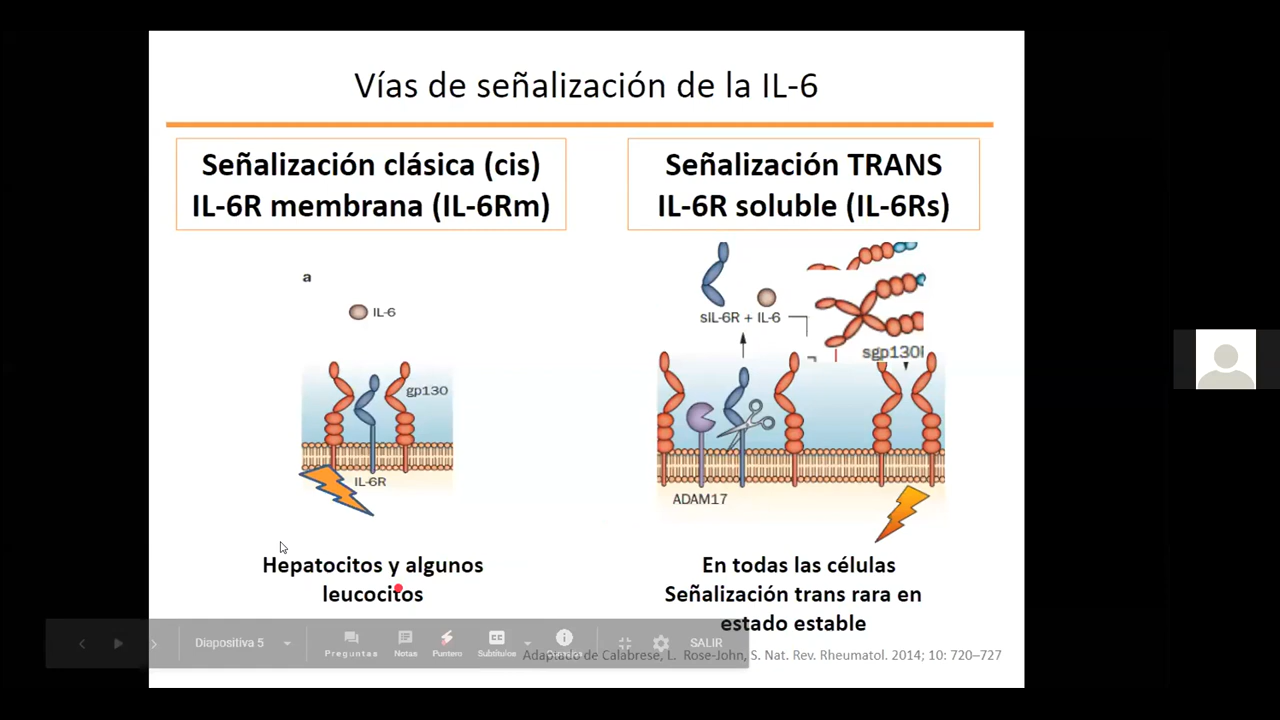 Vías de señalización de la IL-6
Señalización clásica (cis)
IL-6R membrana (IL-6Rm)
Señalización TRANS
IL-6R soluble (IL-6Rs)
a
IL-6
gp130
IL-6R
sIL-6R + IL-6
sgp130
ADAM17
Hepatocitos y algunos
leucocitos
En todas las células
Señalización trans rara en
estado estable
Diapositiva 5
Preguntas
Notas
Puntero
Subtítulos
SALIR
Adaptado de Calabrese, L. Rose-John, S. Nat. Rev. Rheumatol. 2014; 10: 720–727